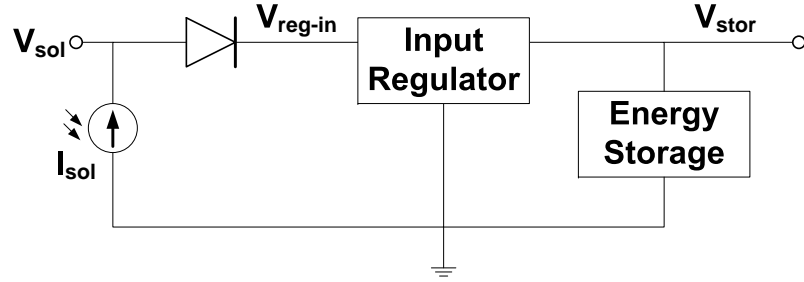 V_sol
V_reg-in
Input
Regulator
V_stor
I_sol
Energy
Storage